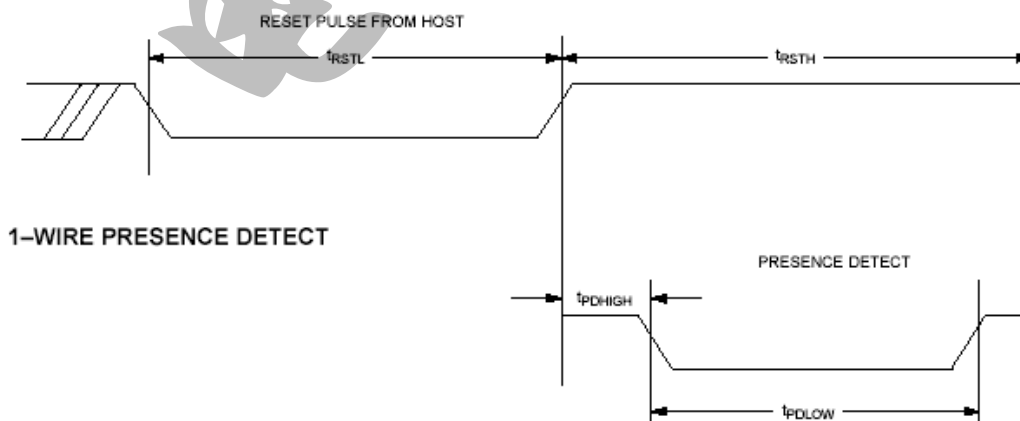 RESET PULSE FROM HOST
tRSTL
tRSTH
1–WIRE PRESENCE DETECT
PRESENCE DETECT
tPDHIGH
tPDLOW